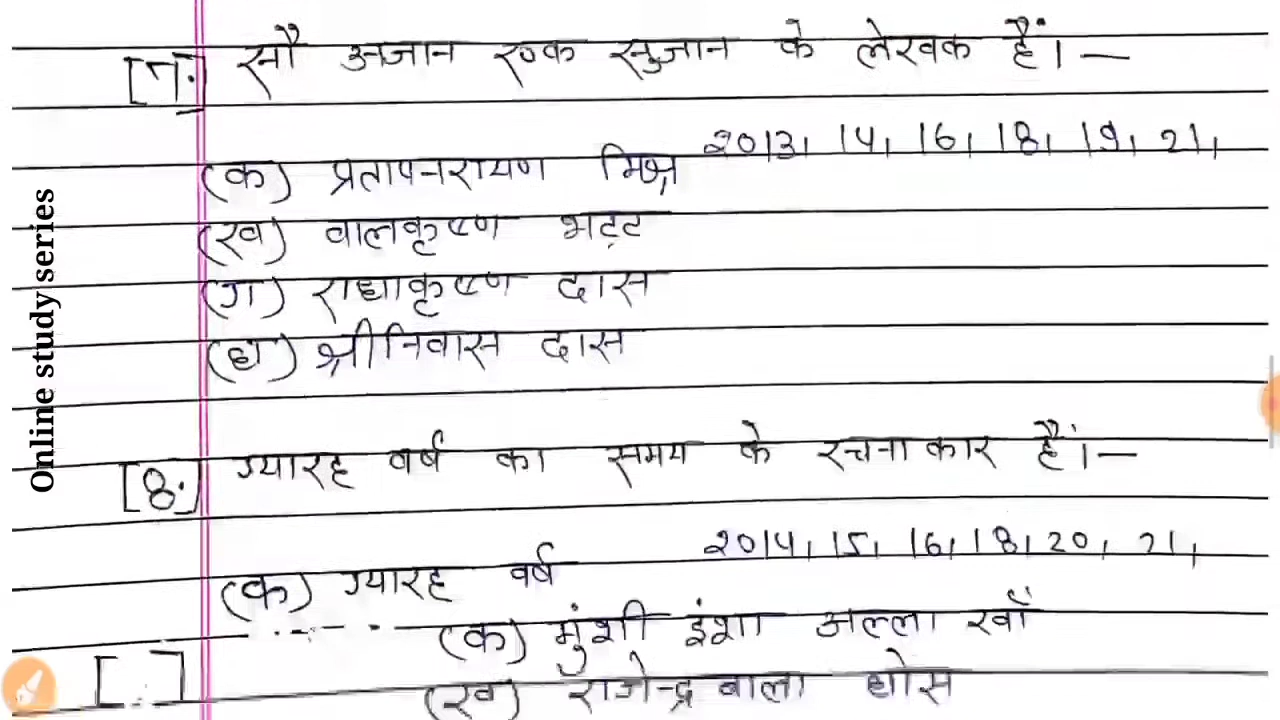 [7.] सौ अजान एक सुजान के लेखक हैं। —
2013, 14, 16, 18, 19, 21,
(क) प्रतापनरायण मिश्र
(ख) वालकृष्ण भट्ट
(ग) राधाकृष्ण दास
(घ) श्रीनिवास दास
[8.] ग्यारह वर्ष का समय के रचनाकार हैं। —
2014, 15, 16, 18, 20, 21,
(क) ग्यारह वर्ष
(क) मुंशी इंशा अल्ला खाँ
[.]
(ख) राजेन्द्र बाला घोस
Online study series